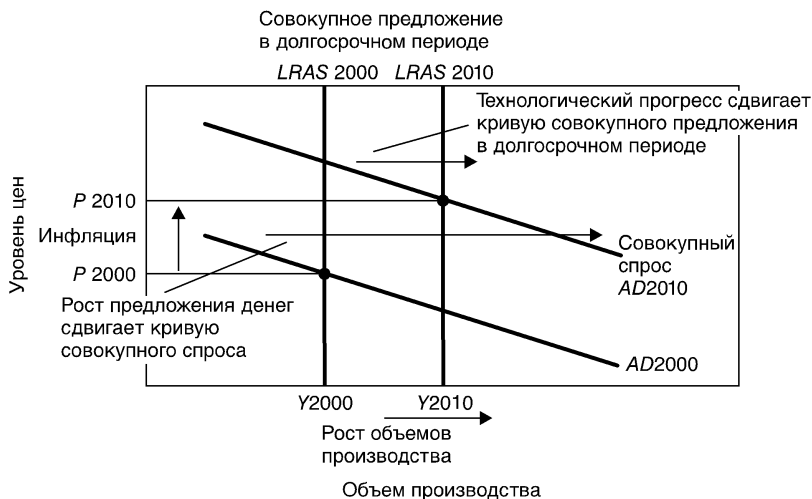 Совокупное предложение
в долгосрочном периоде
LRAS 2000 LRAS 2010
Технологический прогресс сдвигает
кривую совокупного предложения
в долгосрочном периоде
Уровень цен
P 2010
Инфляция
P 2000
Совокупный
спрос
AD2010
Рост предложения денег
сдвигает кривую
совокупного спроса
AD2000
Y2000 Y2010
Рост объемов
производства
Объем производства